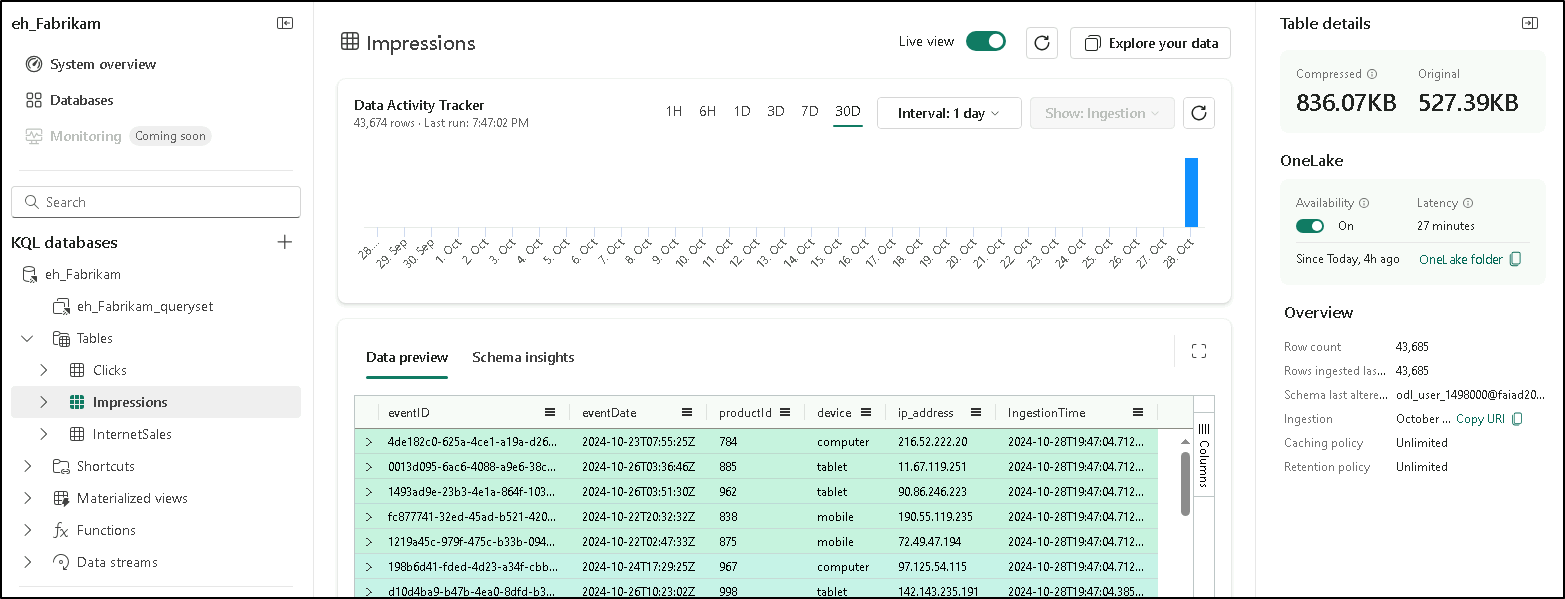 eh_Fabrikam
System overview
Databases
Monitoring Coming soon
Search
KQL databases
eh_Fabrikam
eh_Fabrikam_queryset
Tables
Clicks
Impressions
InternetSales
Shortcuts
Materialized views
Functions
Data streams
Impressions
Live view
Explore your data
Data Activity Tracker
43,674 rows · Last run: 7:47:02 PM
1H 6H 1D 3D 7D 30D
Interval: 1 day
Show: Ingestion
28.... 29. Sep 30. Sep 1. Oct 2. Oct 3. Oct 4. Oct 5. Oct 6. Oct 7. Oct 8. Oct 9. Oct 10. Oct 11. Oct 12. Oct 13. Oct 14. Oct 15. Oct 16. Oct 17. Oct 18. Oct 19. Oct 20. Oct 21. Oct 22. Oct 23. Oct 24. Oct 25. Oct 26. Oct 27. Oct 28. Oct
Data preview Schema insights
eventID eventDate productId device ip_address IngestionTime
4de182c0-625a-4ce1-a19a-d26... 2024-10-23T07:55:25Z 784 computer 216.52.222.20 2024-10-28T19:47:04.712...
0013d095-6ac6-4088-a9e6-38c... 2024-10-26T03:36:46Z 885 tablet 11.67.119.251 2024-10-28T19:47:04.712...
1493ad9e-23b3-4e1a-864f-103... 2024-10-26T03:51:30Z 962 tablet 90.86.246.223 2024-10-28T19:47:04.712...
fc877741-32ed-45ad-b521-420... 2024-10-22T20:32:32Z 838 mobile 190.55.119.235 2024-10-28T19:47:04.712...
1219a45c-979f-475c-b33b-094... 2024-10-22T02:47:33Z 875 mobile 72.49.47.194 2024-10-28T19:47:04.712...
198b6d41-fded-4d23-a34f-cbb... 2024-10-24T17:29:25Z 967 computer 97.125.54.115 2024-10-28T19:47:04.712...
d10d4ba9-b47b-4ea0-8dfd-b3... 2024-10-26T10:23:02Z 998 tablet 142.143.235.191 2024-10-28T19:47:04.385...
Columns
Table details
Compressed Original
836.07KB 527.39KB
OneLake
Availability Latency
On 27 minutes
Since Today, 4h ago OneLake folder
Overview
Row count 43,685
Rows ingested las... 43,685
Schema last altere... odl_user_1498000@faiad20...
Ingestion October ... Copy URI
Caching policy Unlimited
Retention policy Unlimited